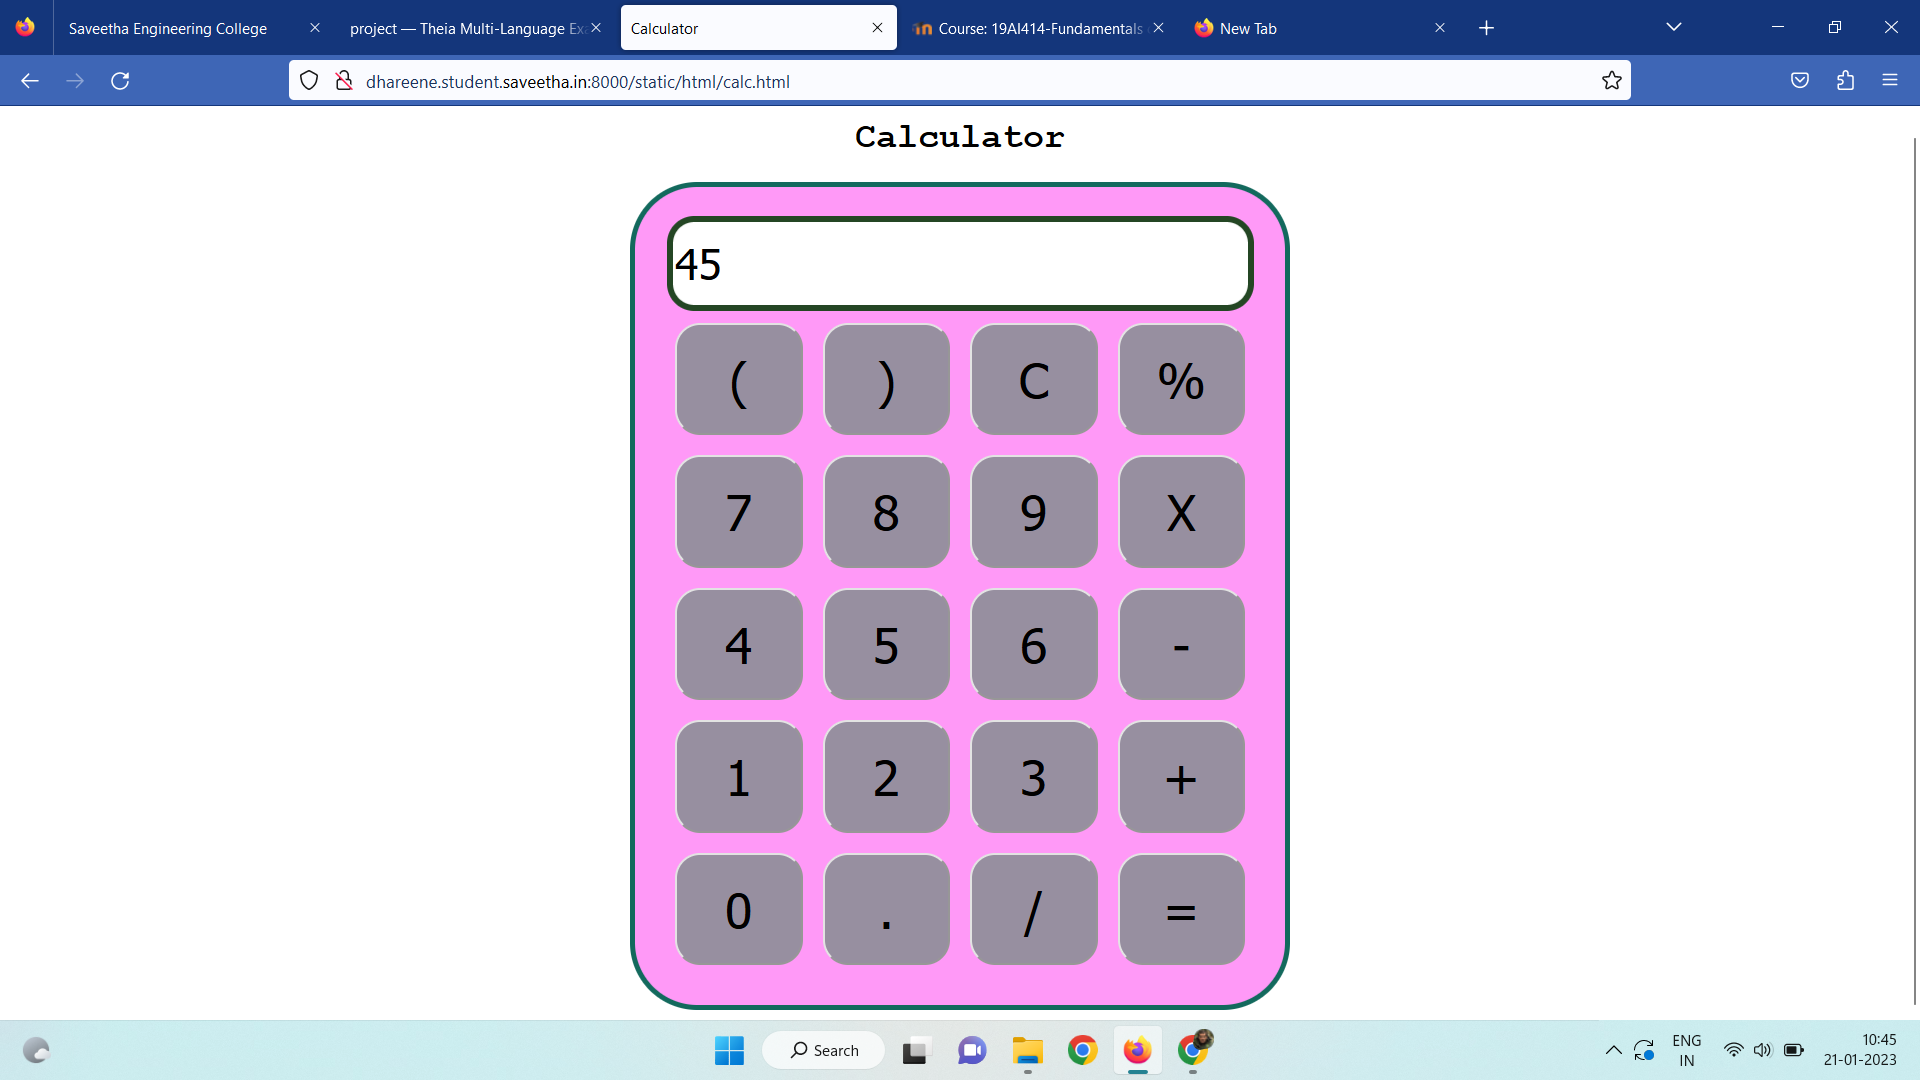 Saveetha Engineering College
project — Theia Multi-Language Exa
Calculator
Course: 19AI414-Fundamentals
New Tab
dhareene.student.saveetha.in:8000/static/html/calc.html
Calculator
45
( ) C %
7 8 9 X
4 5 6 -
1 2 3 +
0 . / =
Search
ENG
IN
10:45
21-01-2023